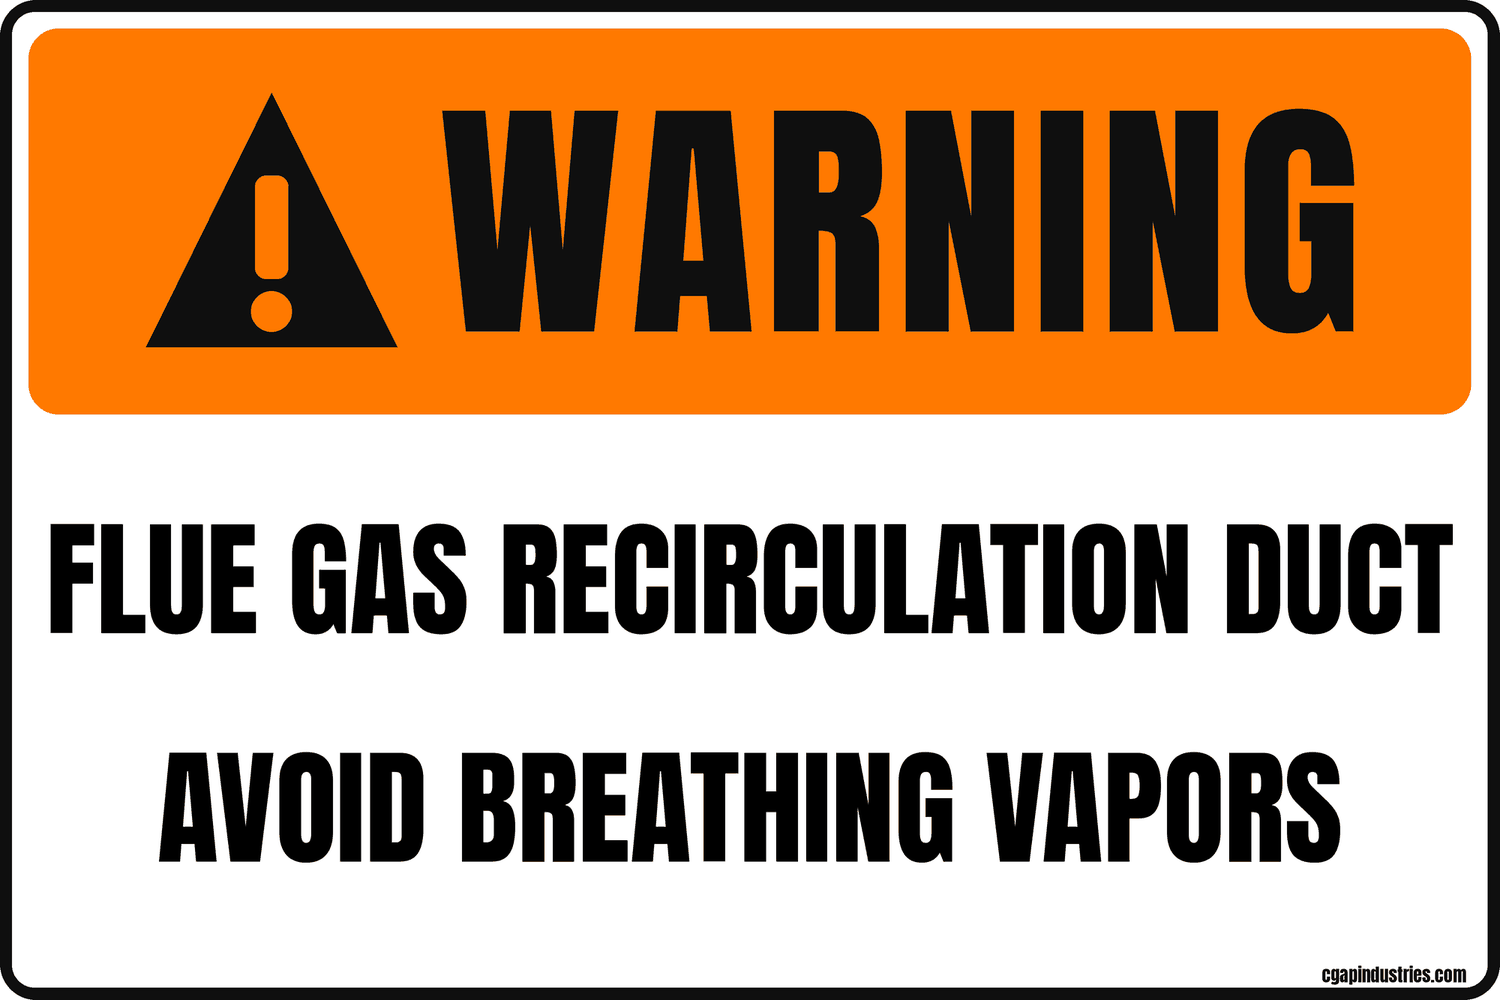 WARNING
FLUE GAS RECIRCULATION DUCT
AVOID BREATHING VAPORS
cgapindustries.com